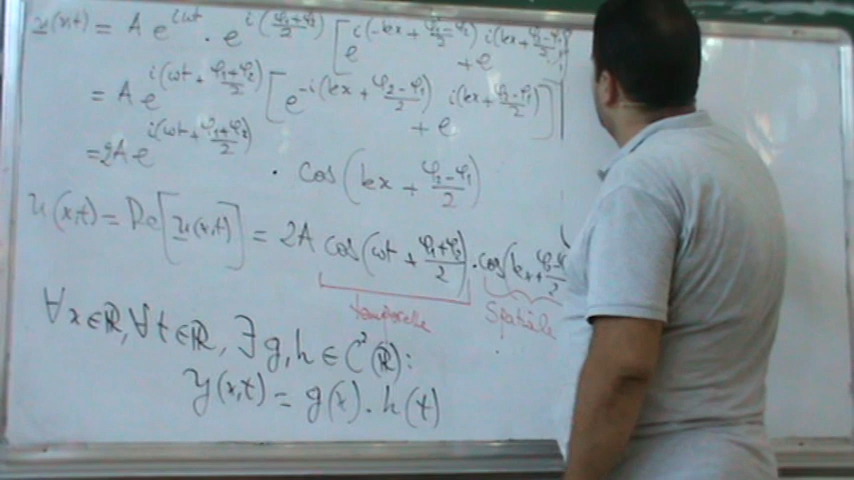 u(x,t) = A e^{iωt} . e^{i(φ₁+φ₂/2)} [e^{i(-kx + φ₁-φ₂/2)} + e^{i(kx + φ₂-φ₁/2)}
= A e^{i(ωt + φ₁+φ₂/2)} [e^{-i(kx + φ₂-φ₁/2)} + e^{i(kx + φ₂-φ₁/2)}]
= 2A e^{i(ωt + φ₁+φ₂/2)} . cos(kx + φ₂-φ₁/2)
u(x,t) = Re[u(x,t)] = 2A cos(ωt + φ₁+φ₂/2) . cos(kx + φ₂-φ₁/2
temporelle Spatiale
∀x∈ℝ, ∀t∈ℝ, ∃ g,h ∈ C²(ℝ):
y(x,t) = g(x) . h(t)